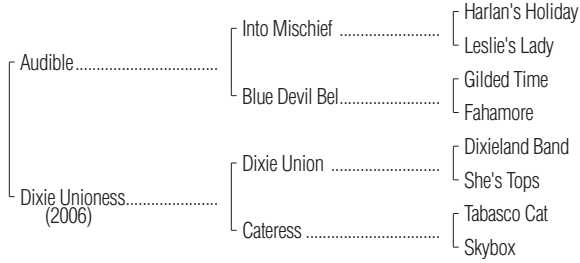 Harlan's Holiday
Into Mischief ........................
Leslie's Lady
Audible.................................
Gilded Time
Blue Devil Bel........................
Fahamore
Dixieland Band
Dixie Union ..........................
She's Tops
Dixie Unioness......................
(2006)
Tabasco Cat
Cateress ................................
Skybox